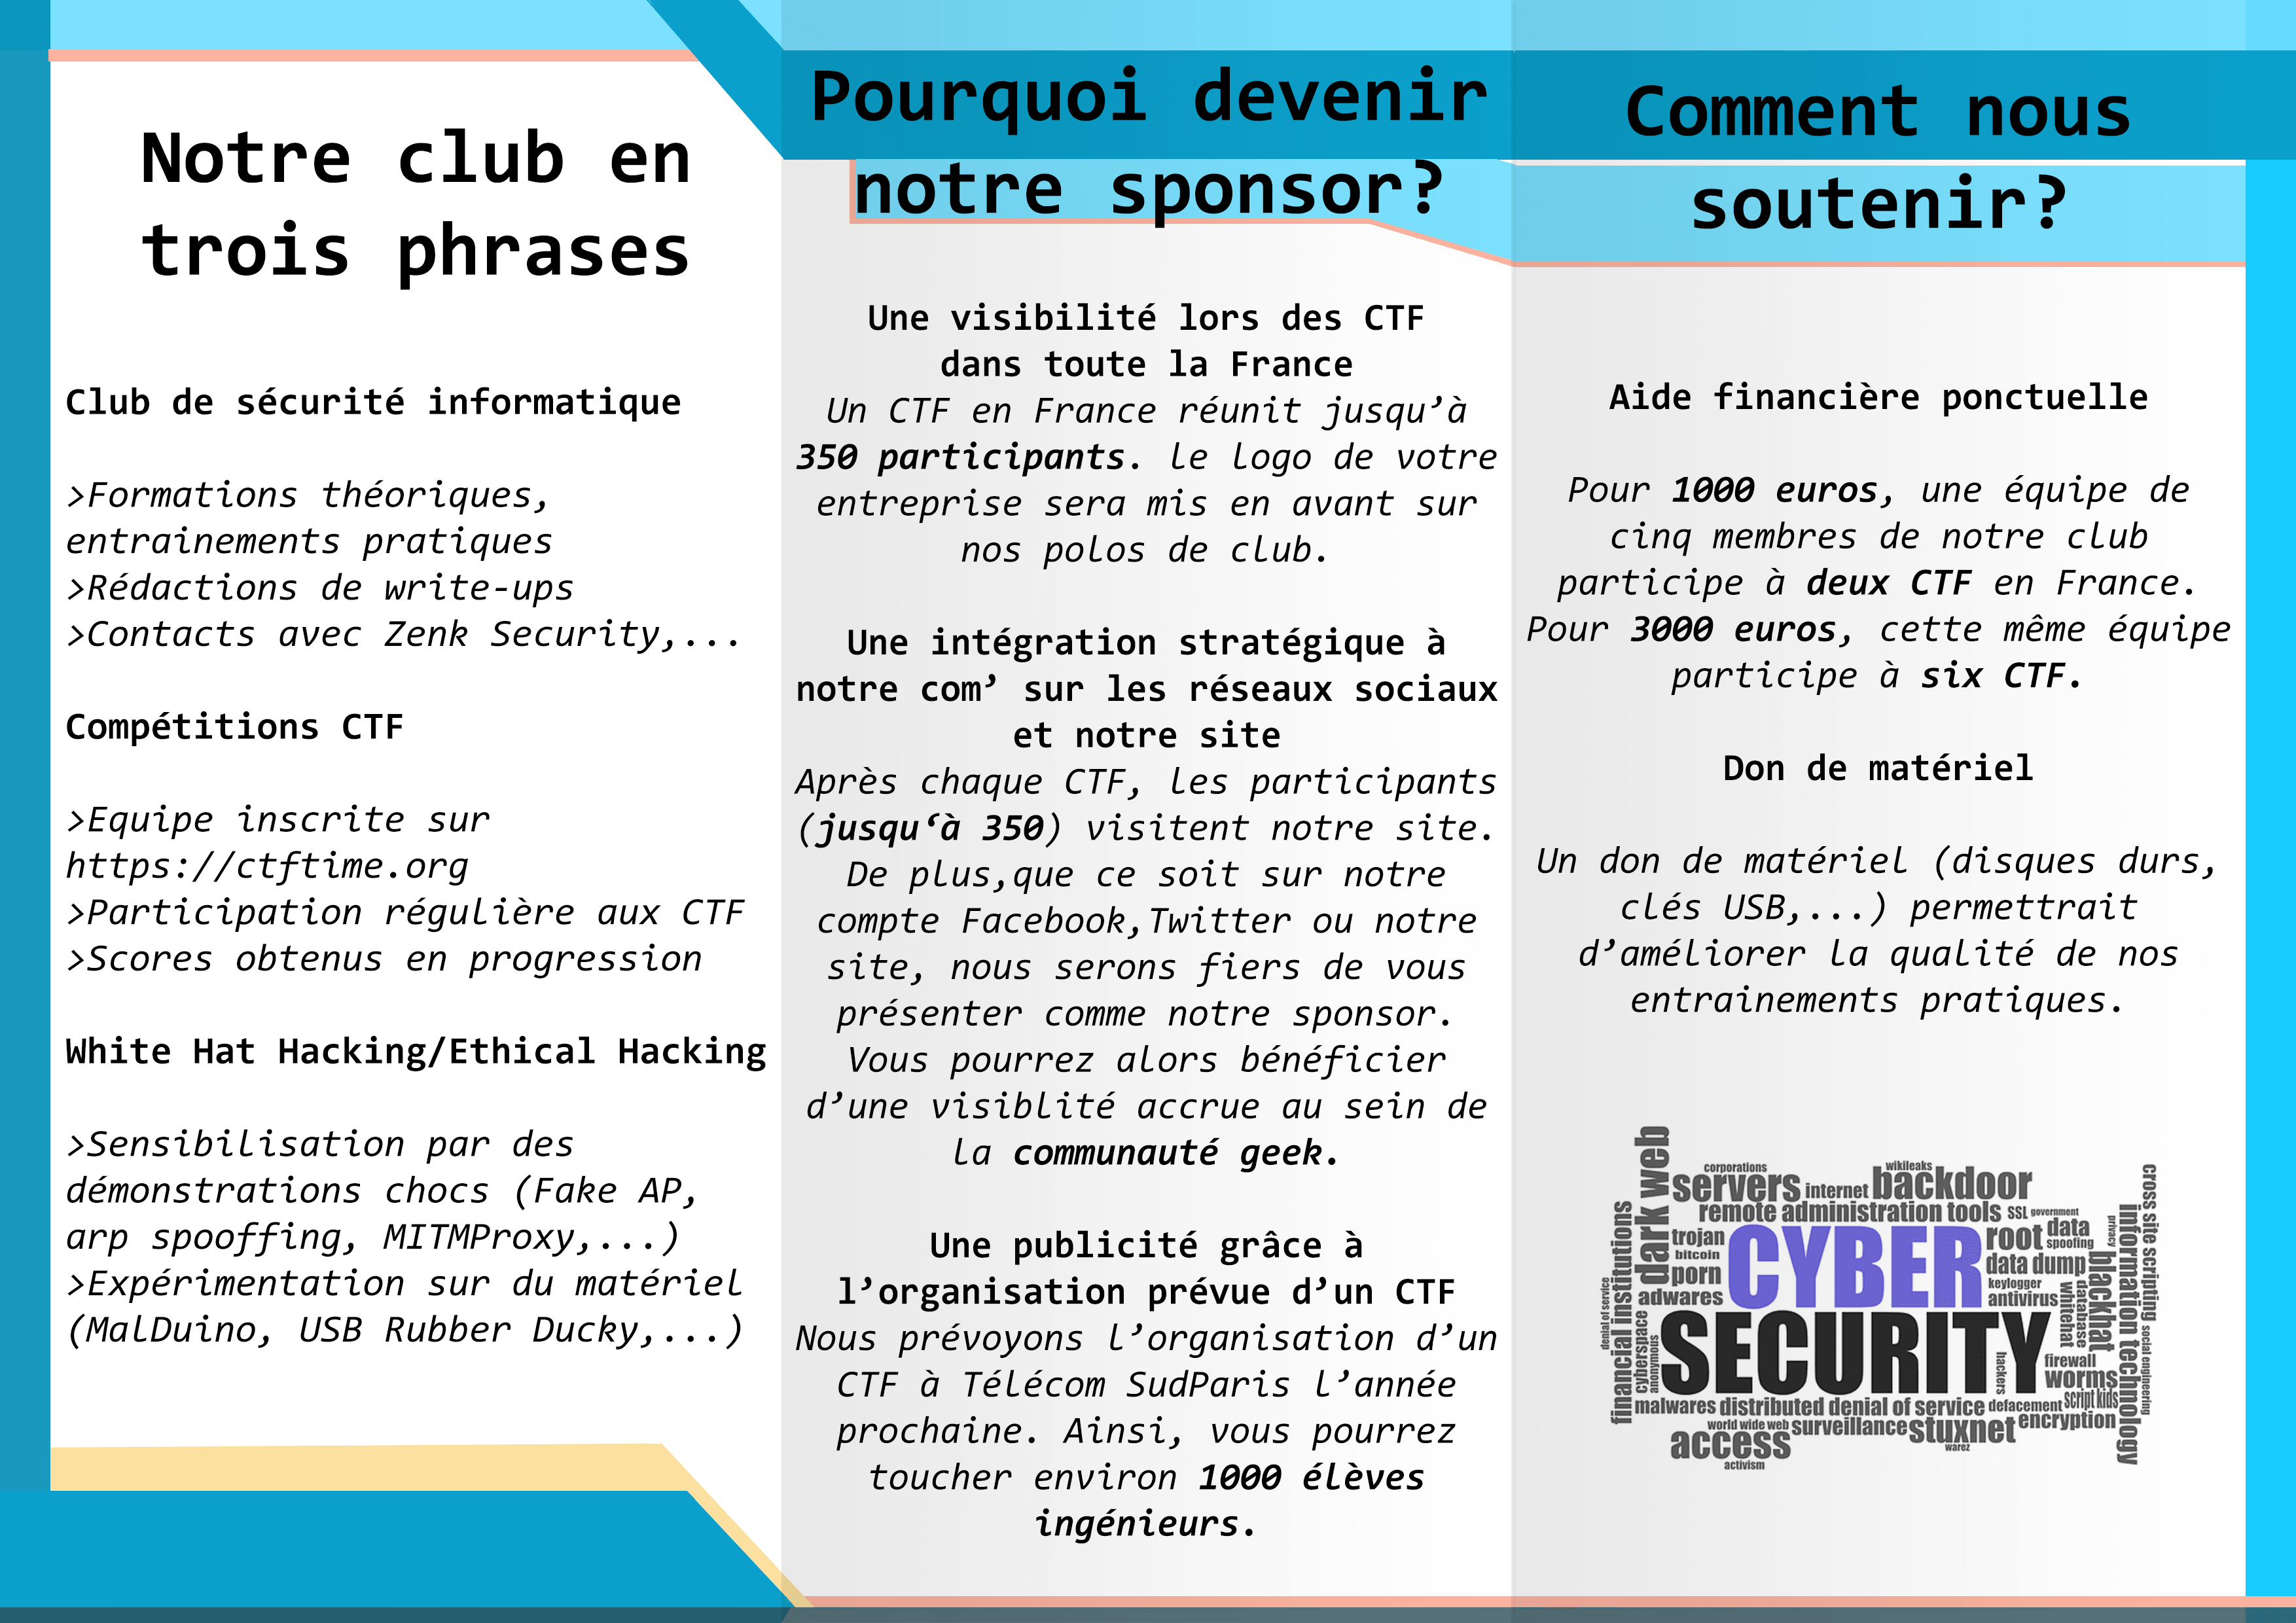 Notre club en
trois phrases
Club de sécurité informatique
>Formations théoriques,
entrainements pratiques
>Rédactions de write-ups
>Contacts avec Zenk Security,...
Compétitions CTF
>Equipe inscrite sur
https://ctftime.org
>Participation régulière aux CTF
>Scores obtenus en progression
White Hat Hacking/Ethical Hacking
>Sensibilisation par des
démonstrations chocs (Fake AP,
arp spooffing, MITMProxy,...)
>Expérimentation sur du matériel
(MalDuino, USB Rubber Ducky,...)
Pourquoi devenir
notre sponsor?
Une visibilité lors des CTF
dans toute la France
Un CTF en France réunit jusqu’à
350 participants. le logo de votre
entreprise sera mis en avant sur
nos polos de club.
Une intégration stratégique à
notre com’ sur les réseaux sociaux
et notre site
Après chaque CTF, les participants
(jusqu‘à 350) visitent notre site.
De plus,que ce soit sur notre
compte Facebook,Twitter ou notre
site, nous serons fiers de vous
présenter comme notre sponsor.
Vous pourrez alors bénéficier
d’une visiblité accrue au sein de
la communauté geek.
Une publicité grâce à
l’organisation prévue d’un CTF
Nous prévoyons l’organisation d’un
CTF à Télécom SudParis l’année
prochaine. Ainsi, vous pourrez
toucher environ 1000 élèves
ingénieurs.
Comment nous
soutenir?
Aide financière ponctuelle
Pour 1000 euros, une équipe de
cinq membres de notre club
participe à deux CTF en France.
Pour 3000 euros, cette même équipe
participe à six CTF.
Don de matériel
Un don de matériel (disques durs,
clés USB,...) permettrait
d’améliorer la qualité de nos
entrainements pratiques.
dark web
corporations
wikileaks
servers internet backdoor
remote administration tools SSL government
trojan
bitcoin
porn
adwares
CYBER
root data
spoofing
data dump
keylogger
antivirus
privacy
blackhat
information technology
cross site scripting
denial of service
financial institutions
cyberspace
anonymous
SECURITY
whitehat
database
social engineering
hackers
firewall
worms
script kids
malwares distributed denial of service defacement
world wide web surveillance stuxnet encryption
access
warez
activism